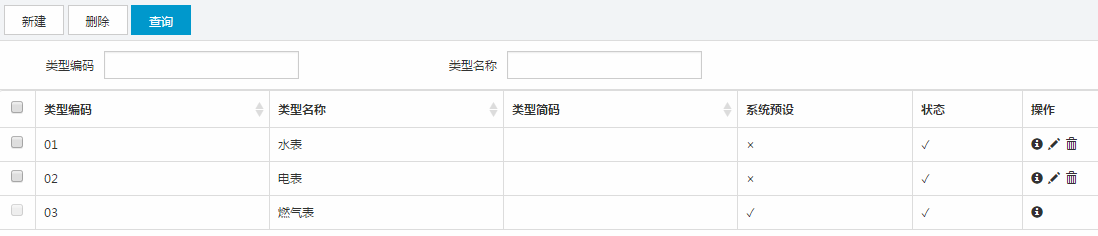 新建 删除 查询
类型编码 类型名称
类型编码 类型名称 类型简码 系统预设 状态 操作
01 水表 × ✓
02 电表 × ✓
03 燃气表 ✓ ✓